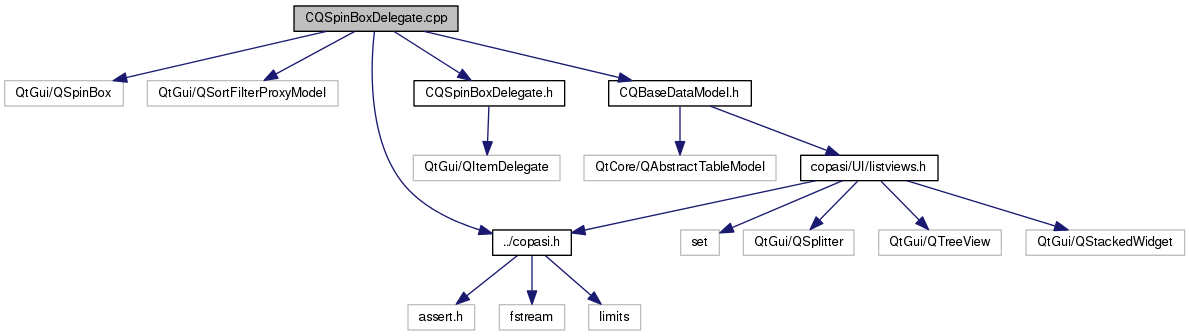 CQSpinBoxDelegate.cpp
QtGui/QSpinBox
QtGui/QSortFilterProxyModel
CQSpinBoxDelegate.h
CQBaseDataModel.h
QtGui/QItemDelegate
QtCore/QAbstractTableModel
copasi/UI/listviews.h
../copasi.h
set
QtGui/QSplitter
QtGui/QTreeView
QtGui/QStackedWidget
assert.h
fstream
limits